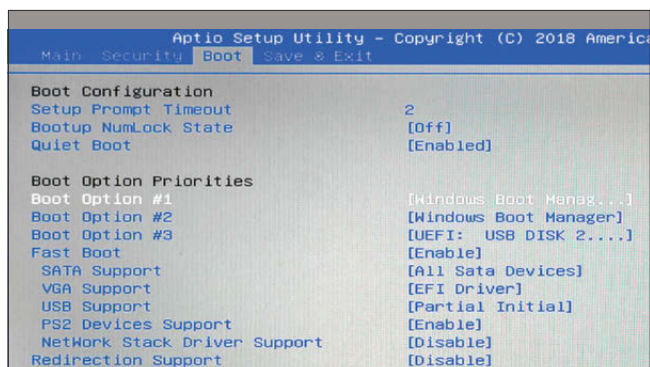 Aptio Setup Utility – Copyright (C) 2018 America
Main Security Boot Save & Exit
Boot Configuration
Setup Prompt Timeout 2
Bootup NumLock State [Off]
Quiet Boot [Enabled]
Boot Option Priorities
Boot Option #1 [Windows Boot Manag...]
Boot Option #2 [Windows Boot Manager]
Boot Option #3 [UEFI: USB DISK 2....]
Fast Boot [Enable]
SATA Support [All Sata Devices]
VGA Support [EFI Driver]
USB Support [Partial Initial]
PS2 Devices Support [Enable]
NetWork Stack Driver Support [Disable]
Redirection Support [Disable]